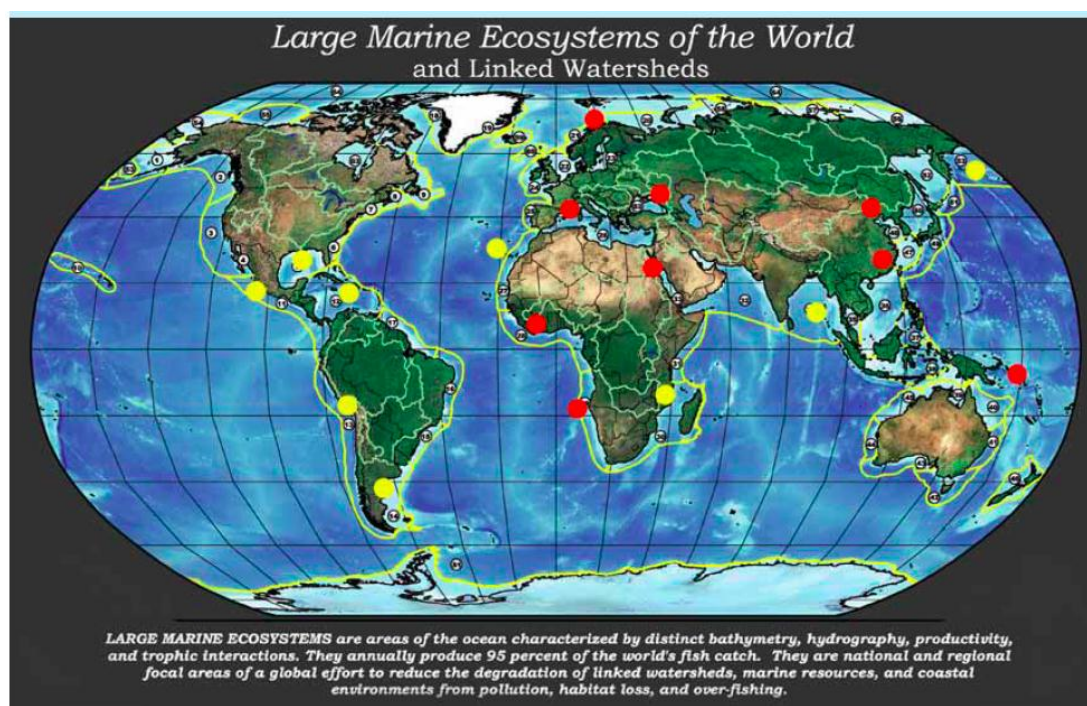 Large Marine Ecosystems of the World
and Linked Watersheds
LARGE MARINE ECOSYSTEMS are areas of the ocean characterized by distinct bathymetry, hydrography, productivity,
and trophic interactions. They annually produce 95 percent of the world's fish catch. They are national and regional
focal areas of a global effort to reduce the degradation of linked watersheds, marine resources, and coastal
environments from pollution, habitat loss, and over-fishing.